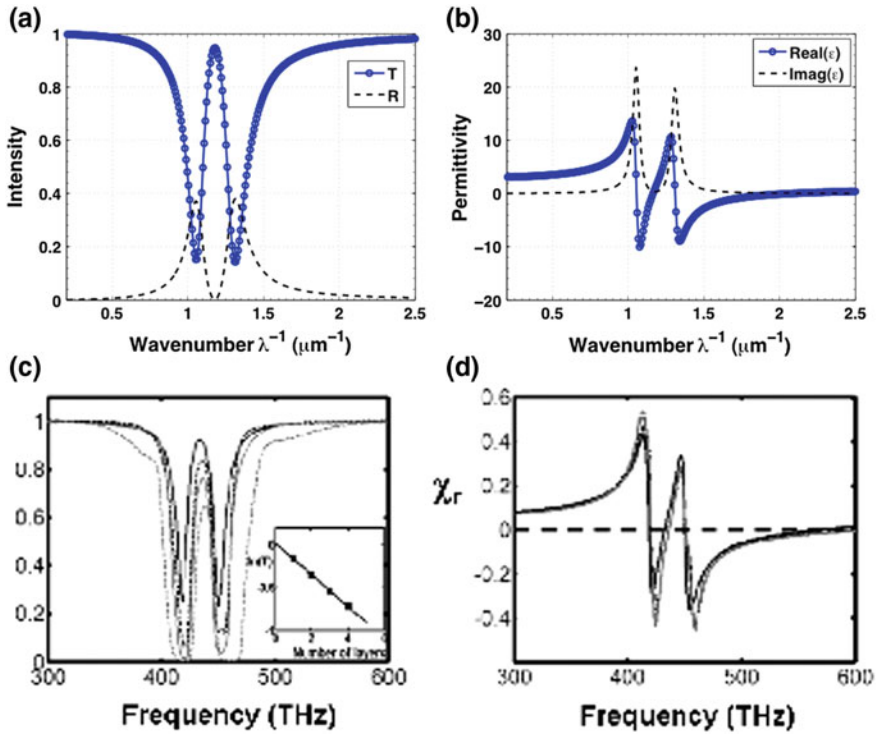 (a)
1
0.8
0.6
0.4
0.2
0
Intensity
T
R
0.5 1 1.5 2 2.5
Wavenumber λ⁻¹ (μm⁻¹)
(b)
30
20
10
0
−10
−20
Permittivity
Real(ε)
Imag(ε)
0.5 1 1.5 2 2.5
Wavenumber λ⁻¹ (μm⁻¹)
(c)
1
0.8
0.75
0.5
0.25
0
0
2 4
Number of layers
300 400 500 600
Frequency (THz)
(d)
0.6
0.4
0.2
0
-0.2
-0.4
χr
300 400 500 600
Frequency (THz)